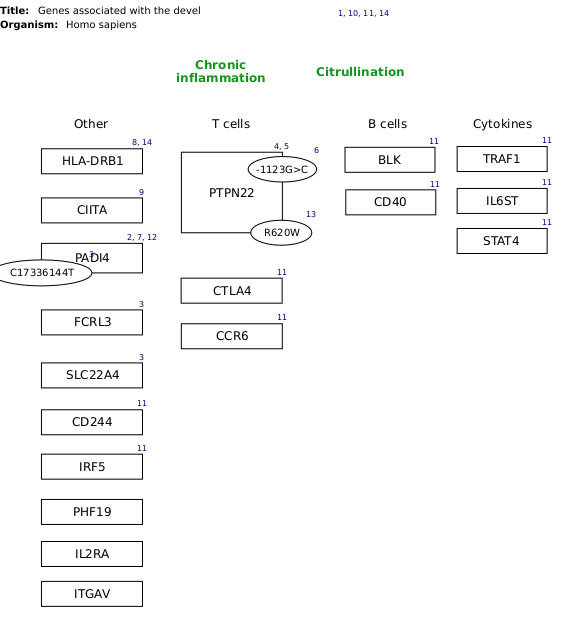 Title: Genes associated with the devel
1, 10, 11, 14
Organism: Homo sapiens
Chronic
inflammation
Citrullination
Other
T cells
B cells
Cytokines
8, 14
HLA-DRB1
9
CIITA
2, 7, 12
PADI4
3
C17336144T
3
FCRL3
3
SLC22A4
11
CD244
11
IRF5
PHF19
IL2RA
ITGAV
4, 5
6
-1123G>C
PTPN22
13
R620W
11
CTLA4
11
CCR6
11
BLK
11
CD40
11
TRAF1
11
IL6ST
11
STAT4